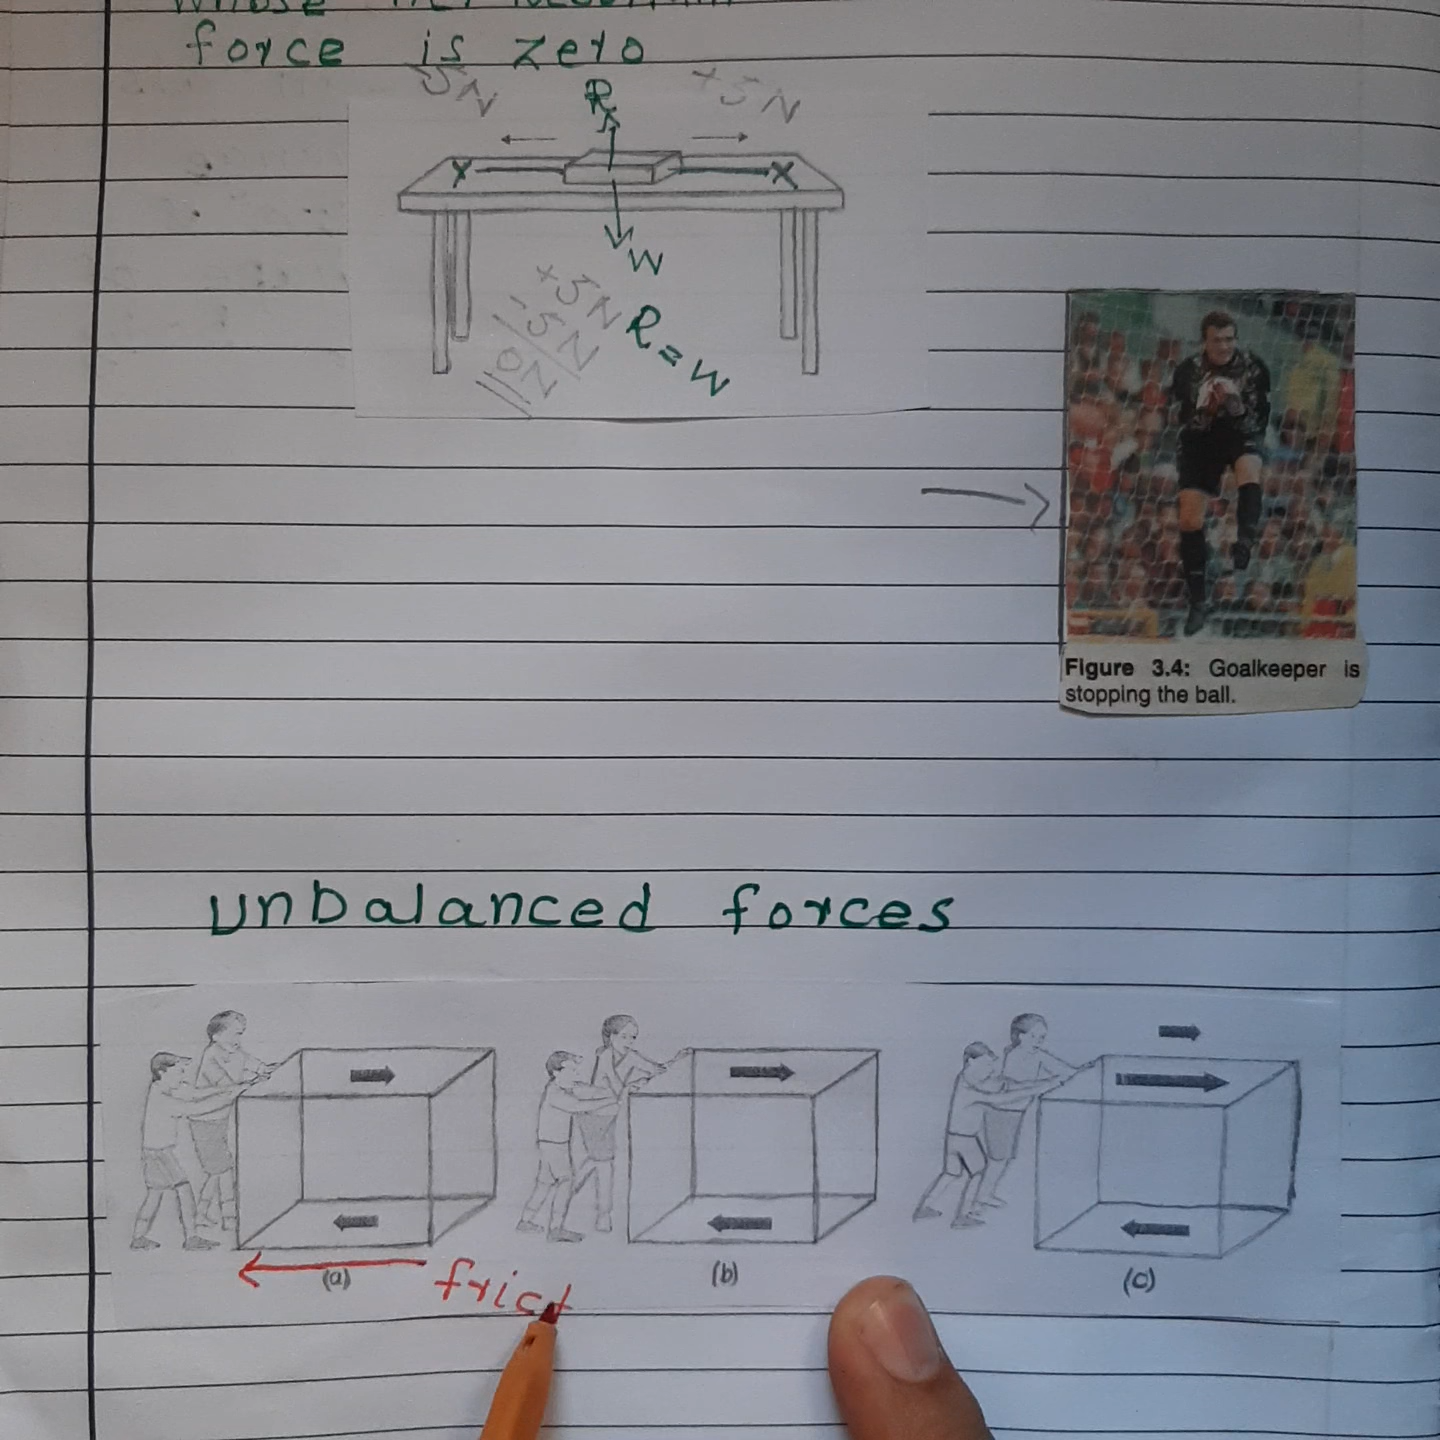 force is zero
5N
R
+5N
X
X
W
+5N
-5N
0N
R = W
Figure 3.4: Goalkeeper is
stopping the ball.
unbalanced forces
(a)
(b)
(c)
frict